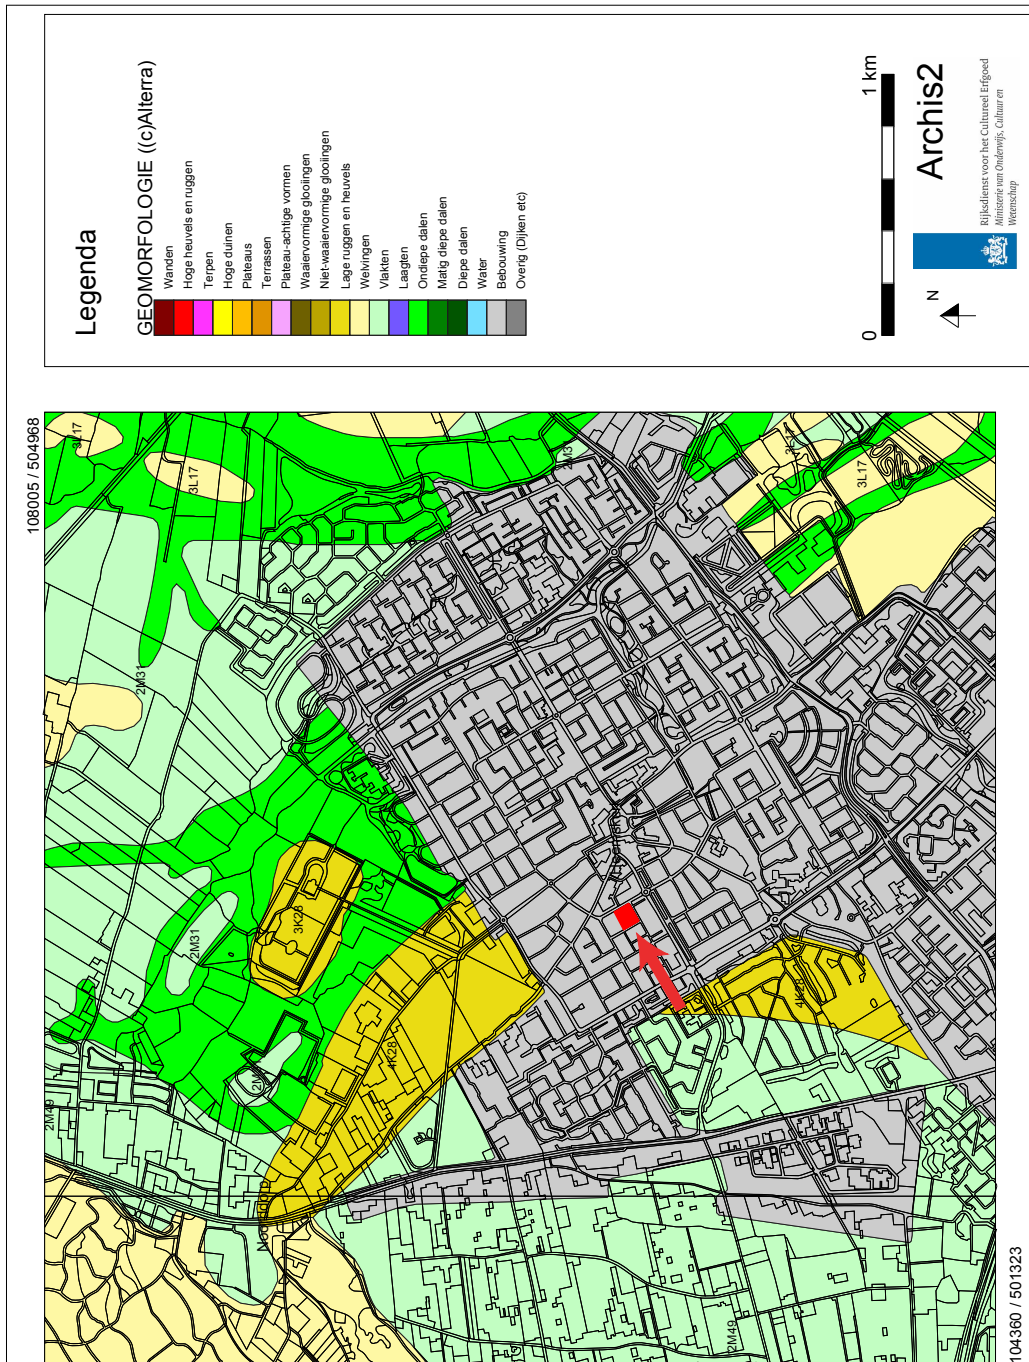 Legenda
GEOMORFOLOGIE ((c)Alterra)
Wanden
Hoge heuvels en ruggen
Terpen
Hoge duinen
Plateaus
Terrassen
Plateau-achtige vormen
Waaiervormige glooiingen
Niet-waaiervormige glooiingen
Lage ruggen en heuvels
Welvingen
Vlakten
Laagten
Ondiepe dalen
Matig diepe dalen
Diepe dalen
Water
Bebouwing
Overig (Dijken etc)
0
1 km
N
Archis2
Rijksdienst voor het Cultureel Erfgoed
Ministerie van Onderwijs, Cultuur en
Wetenschap
108005 / 504968
104360 / 501323
3L17
3L17
2M31
2M31
3L17
3L17
2M31
3K28
4K28
2M49
4K28
2M49